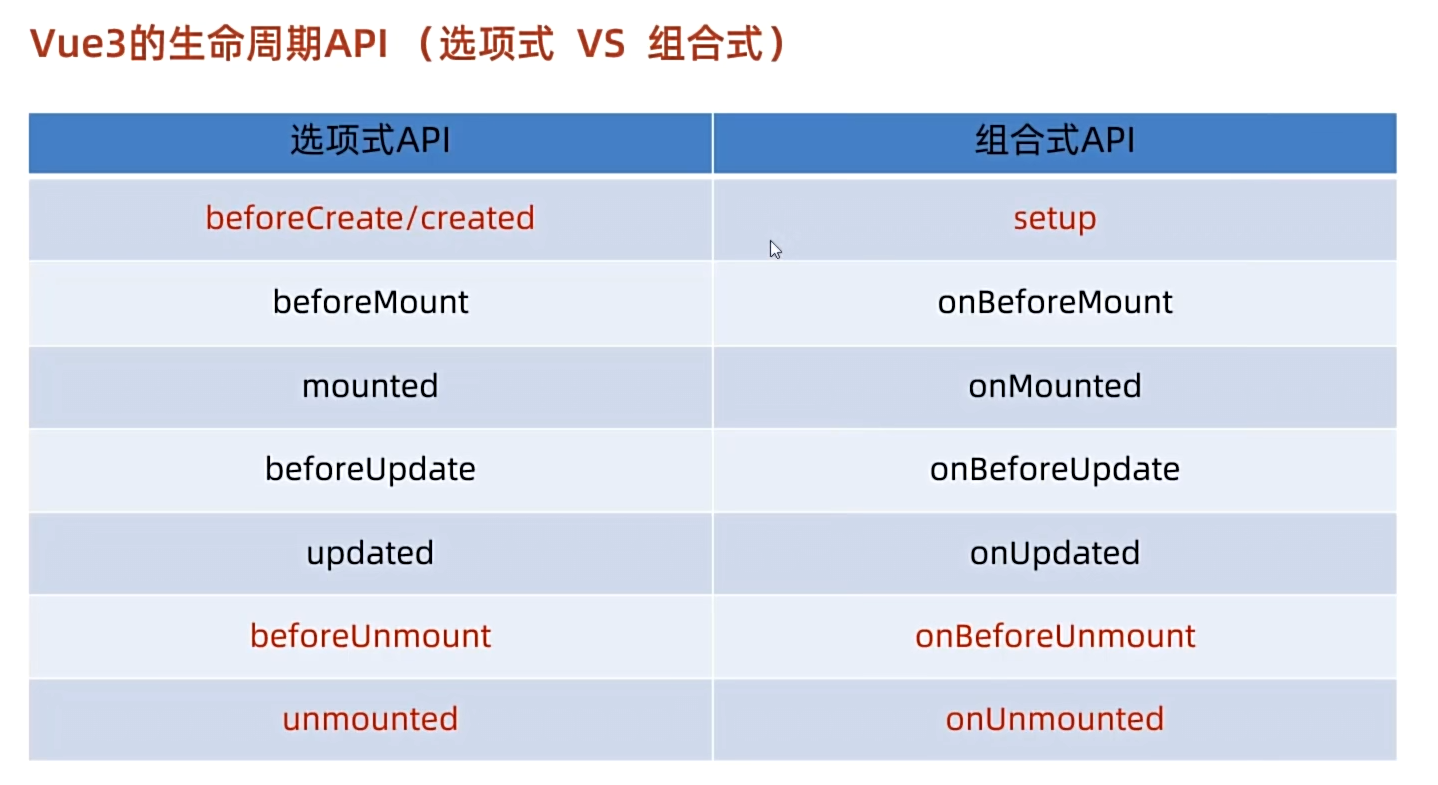 Vue3的生命周期API （选项式 VS 组合式）
选项式API 组合式API
beforeCreate/created setup
beforeMount onBeforeMount
mounted onMounted
beforeUpdate onBeforeUpdate
updated onUpdated
beforeUnmount onBeforeUnmount
unmounted onUnmounted